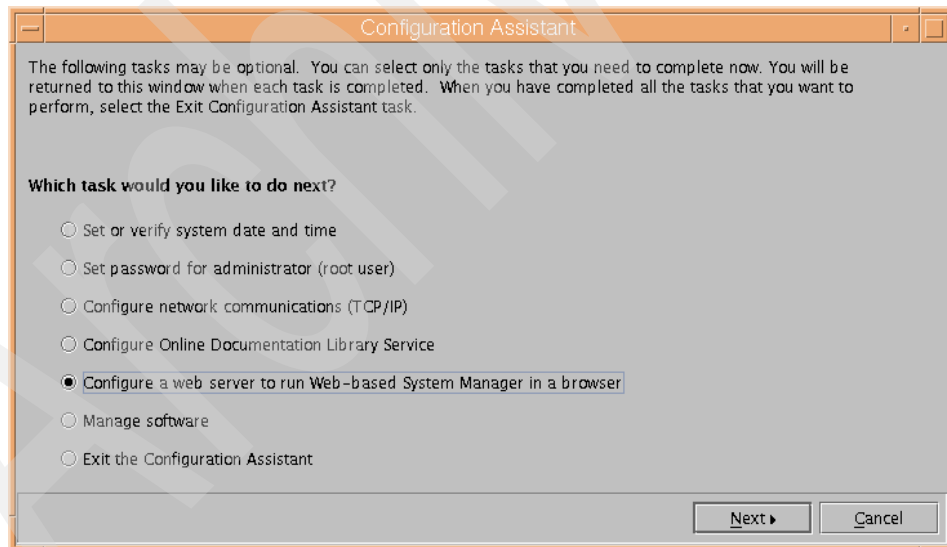 Configuration Assistant
The following tasks may be optional. You can select only the tasks that you need to complete now. You will be
returned to this window when each task is completed. When you have completed all the tasks that you want to
perform, select the Exit Configuration Assistant task.
Which task would you like to do next?
Set or verify system date and time
Set password for administrator (root user)
Configure network communications (TCP/IP)
Configure Online Documentation Library Service
Configure a web server to run Web-based System Manager in a browser
Manage software
Exit the Configuration Assistant
Next
Cancel